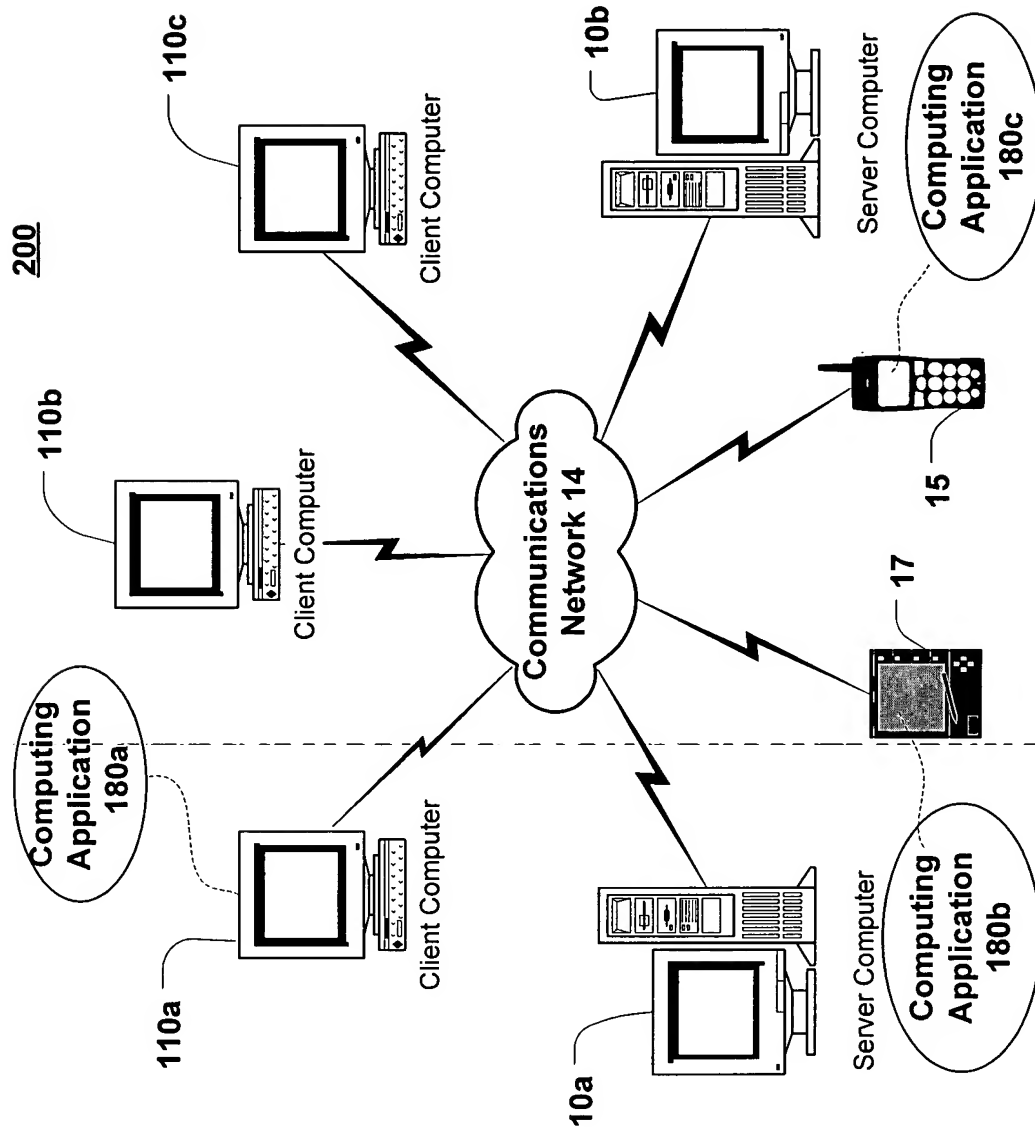 200
110c
Client Computer
110b
Client Computer
Computing
Application
180a
110a
Client Computer
Communications
Network 14
10b
Server Computer
Computing
Application
180c
15
17
10a
Server Computer
Computing
Application
180b